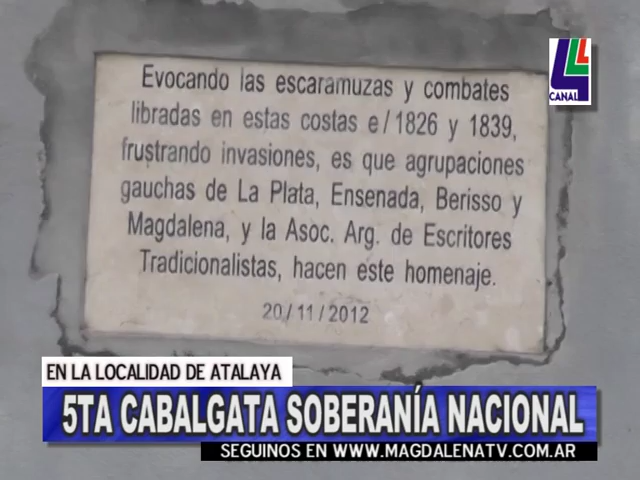 Evocando las escaramuzas y combates
libradas en estas costas e/1826 y 1839,
frustrando invasiones, es que agrupaciones
gauchas de La Plata, Ensenada, Berisso y
Magdalena, y la Asoc. Arg. de Escritores
Tradicionalistas, hacen este homenaje.
20/11/2012
CANAL
EN LA LOCALIDAD DE ATALAYA
5TA CABALGATA SOBERANÍA NACIONAL
SEGUINOS EN WWW.MAGDALENATV.COM.AR